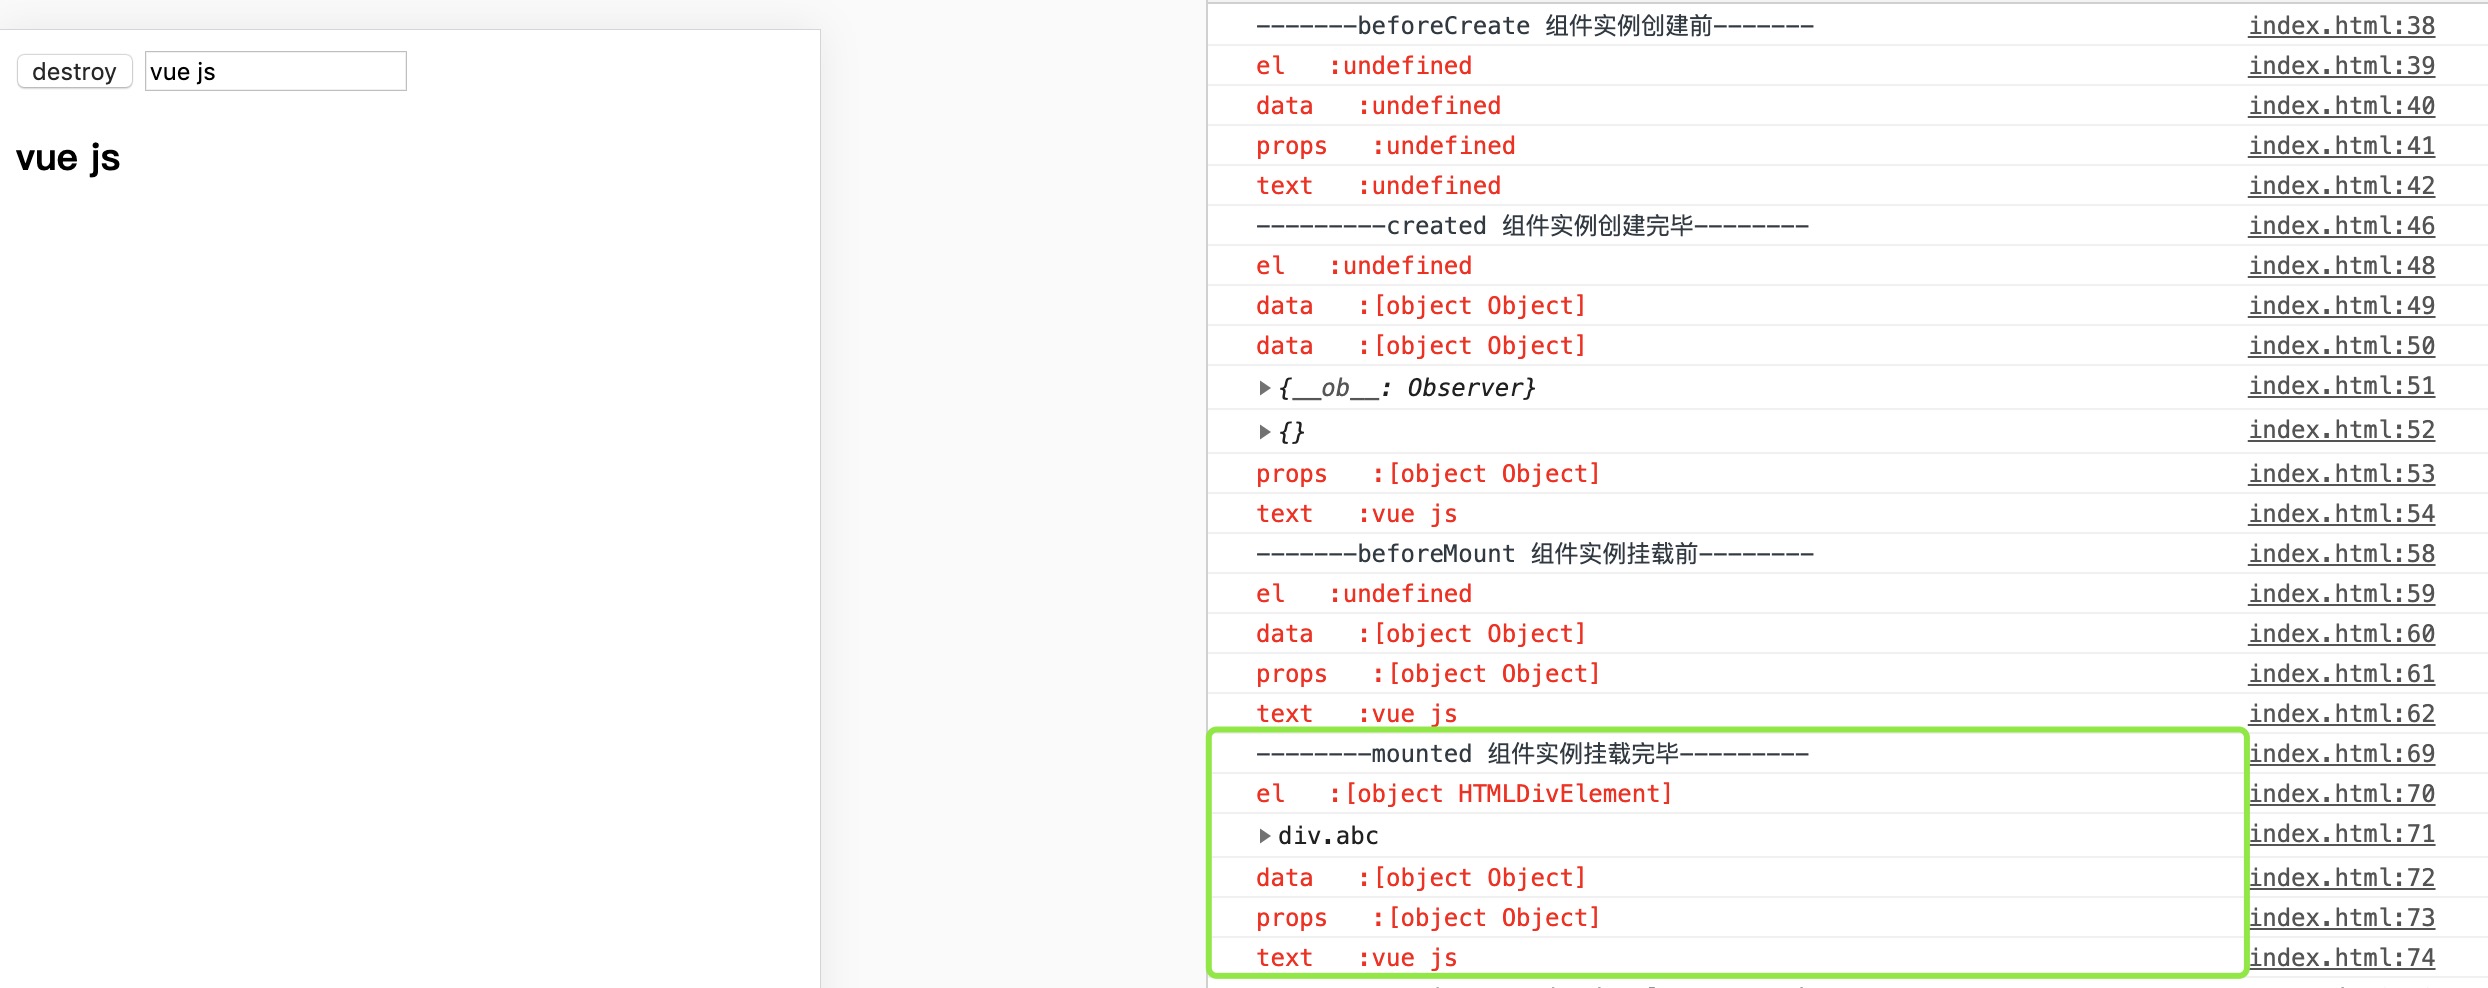 destroy vue js
vue js
-------beforeCreate 组件实例创建前------- index.html:38
el   :undefined index.html:39
data   :undefined index.html:40
props   :undefined index.html:41
text   :undefined index.html:42
---------created 组件实例创建完毕-------- index.html:46
el   :undefined index.html:48
data   :[object Object] index.html:49
data   :[object Object] index.html:50
{__ob__: Observer} index.html:51
{} index.html:52
props   :[object Object] index.html:53
text   :vue js index.html:54
-------beforeMount 组件实例挂载前-------- index.html:58
el   :undefined index.html:59
data   :[object Object] index.html:60
props   :[object Object] index.html:61
text   :vue js index.html:62
--------mounted 组件实例挂载完毕--------- index.html:69
el   :[object HTMLDivElement] index.html:70
div.abc index.html:71
data   :[object Object] index.html:72
props   :[object Object] index.html:73
text   :vue js index.html:74